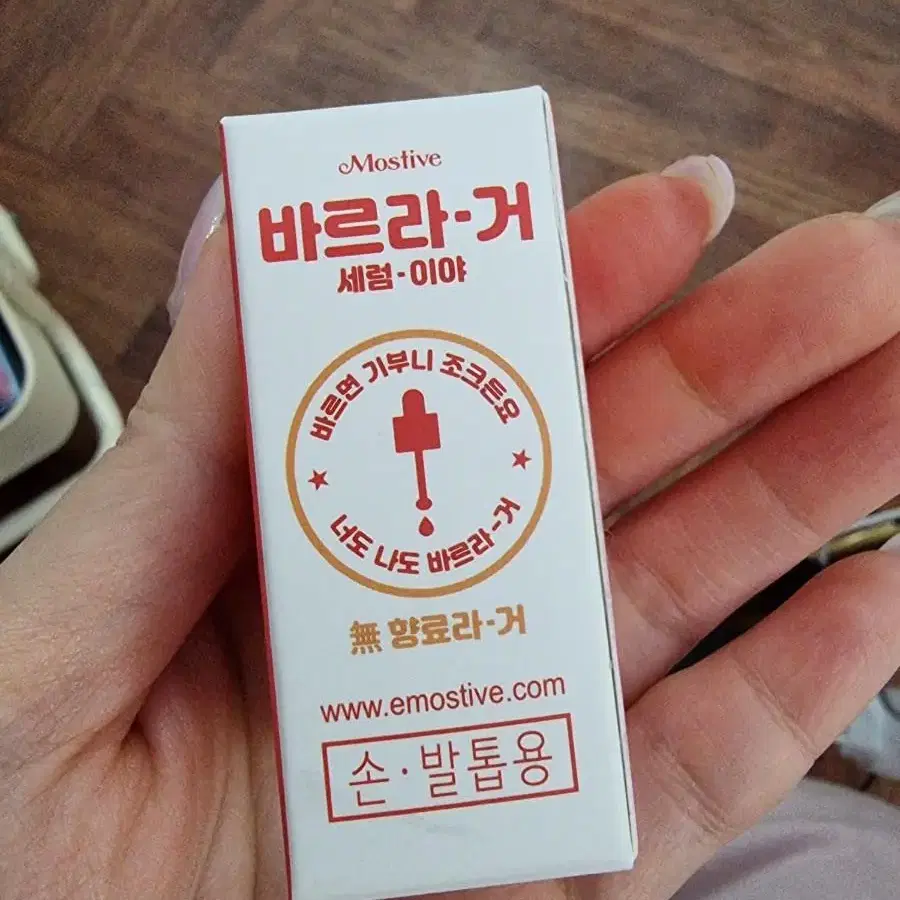 Mostive
바르라-거
세럼-이야
바르면 기부니 조크든요
너도 나도 바르라-거
無 향료라-거
www.emostive.com
손·발톱용